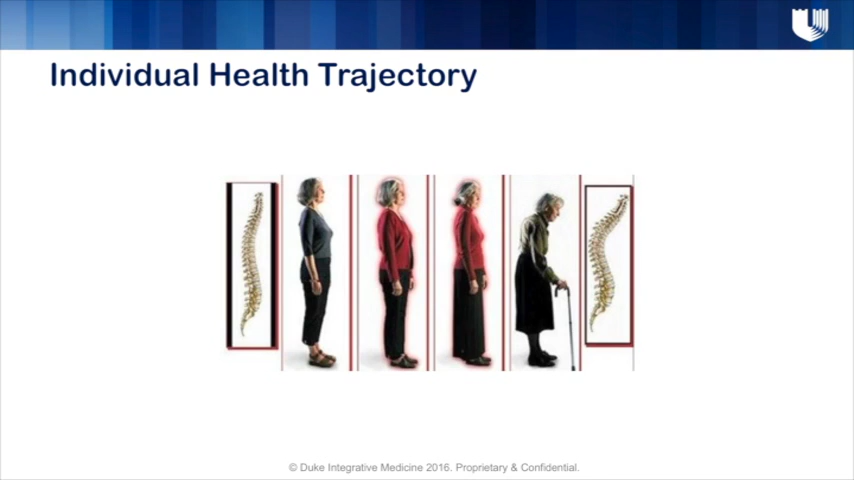 Individual Health Trajectory
© Duke Integrative Medicine 2016. Proprietary & Confidential.